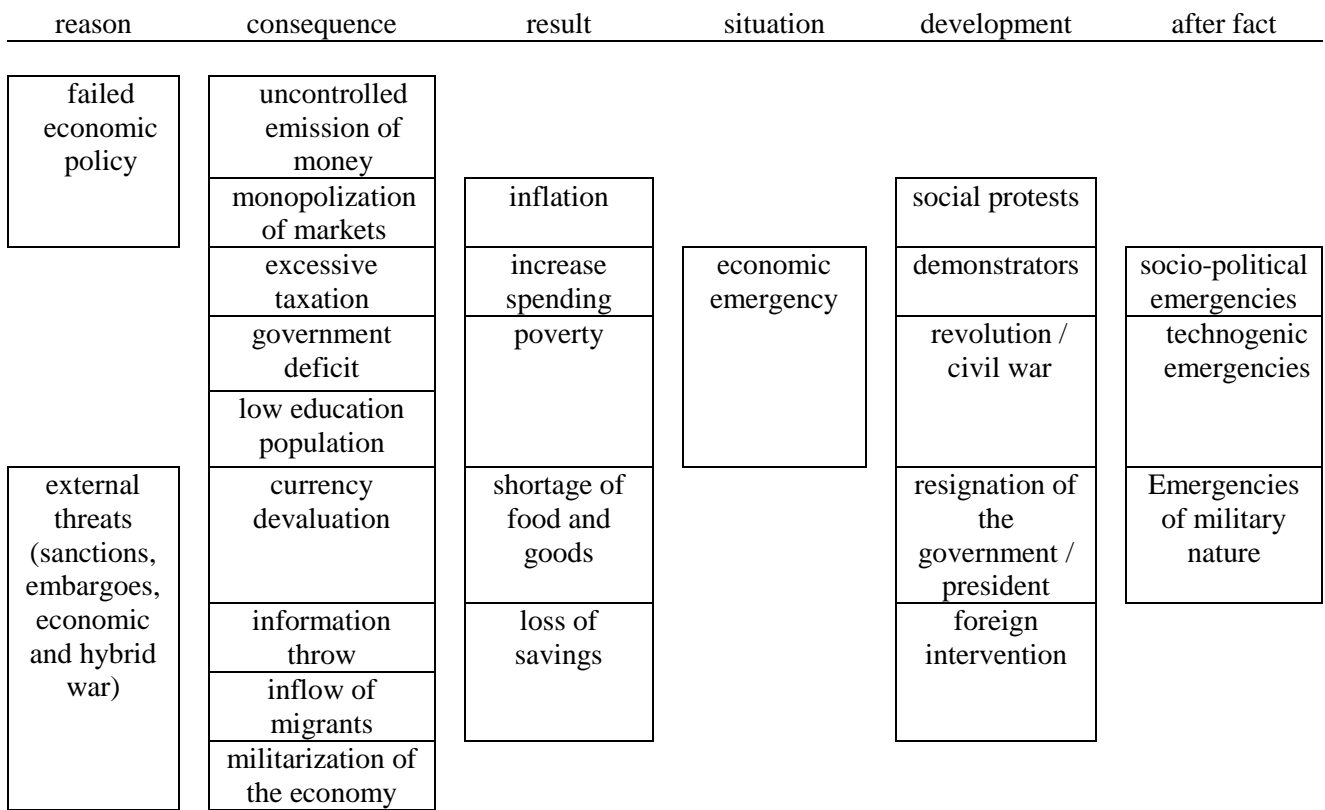 reason consequence result situation development after fact
failed
economic
policy
uncontrolled
emission of
money
monopolization
of markets
excessive
taxation
government
deficit
low education
population
external
threats
(sanctions,
embargoes,
economic
and hybrid
war)
currency
devaluation
information
throw
inflow of
migrants
militarization of
the economy
inflation
increase
spending
poverty
shortage of
food and
goods
loss of
savings
economic
emergency
social protests
demonstrators
revolution /
civil war
resignation of
the
government /
president
foreign
intervention
socio-political
emergencies
technogenic
emergencies
Emergencies
of military
nature